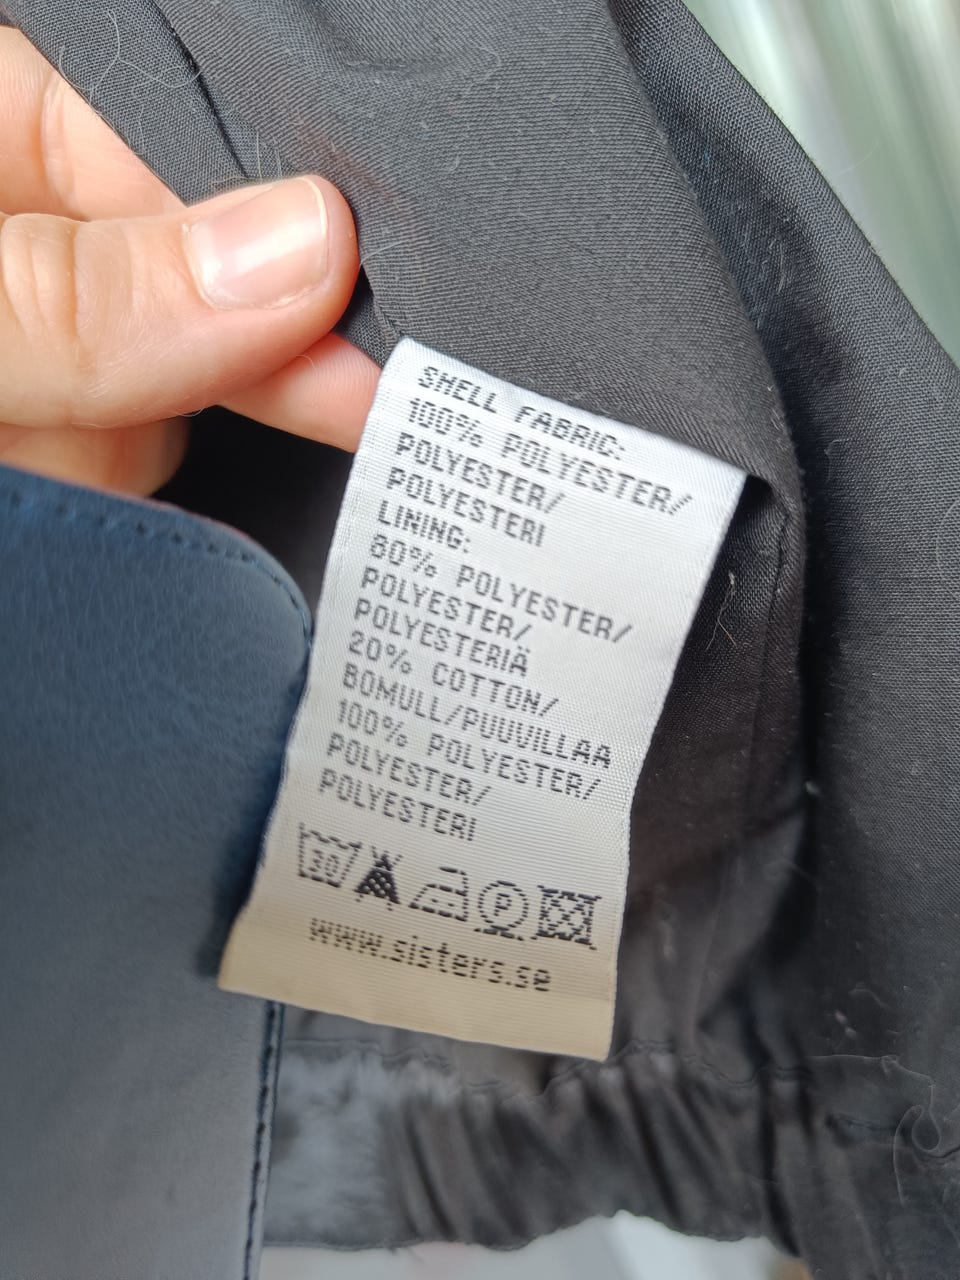 SHELL FABRIC:
100% POLYESTER/
POLYESTER/
POLYESTERI
LINING:
80% POLYESTER/
POLYESTER/
POLYESTERIÄ
20% COTTON/
BOMULL/PUUVILLAA
100% POLYESTER/
POLYESTER/
POLYESTERI
30 P
www.sisters.se